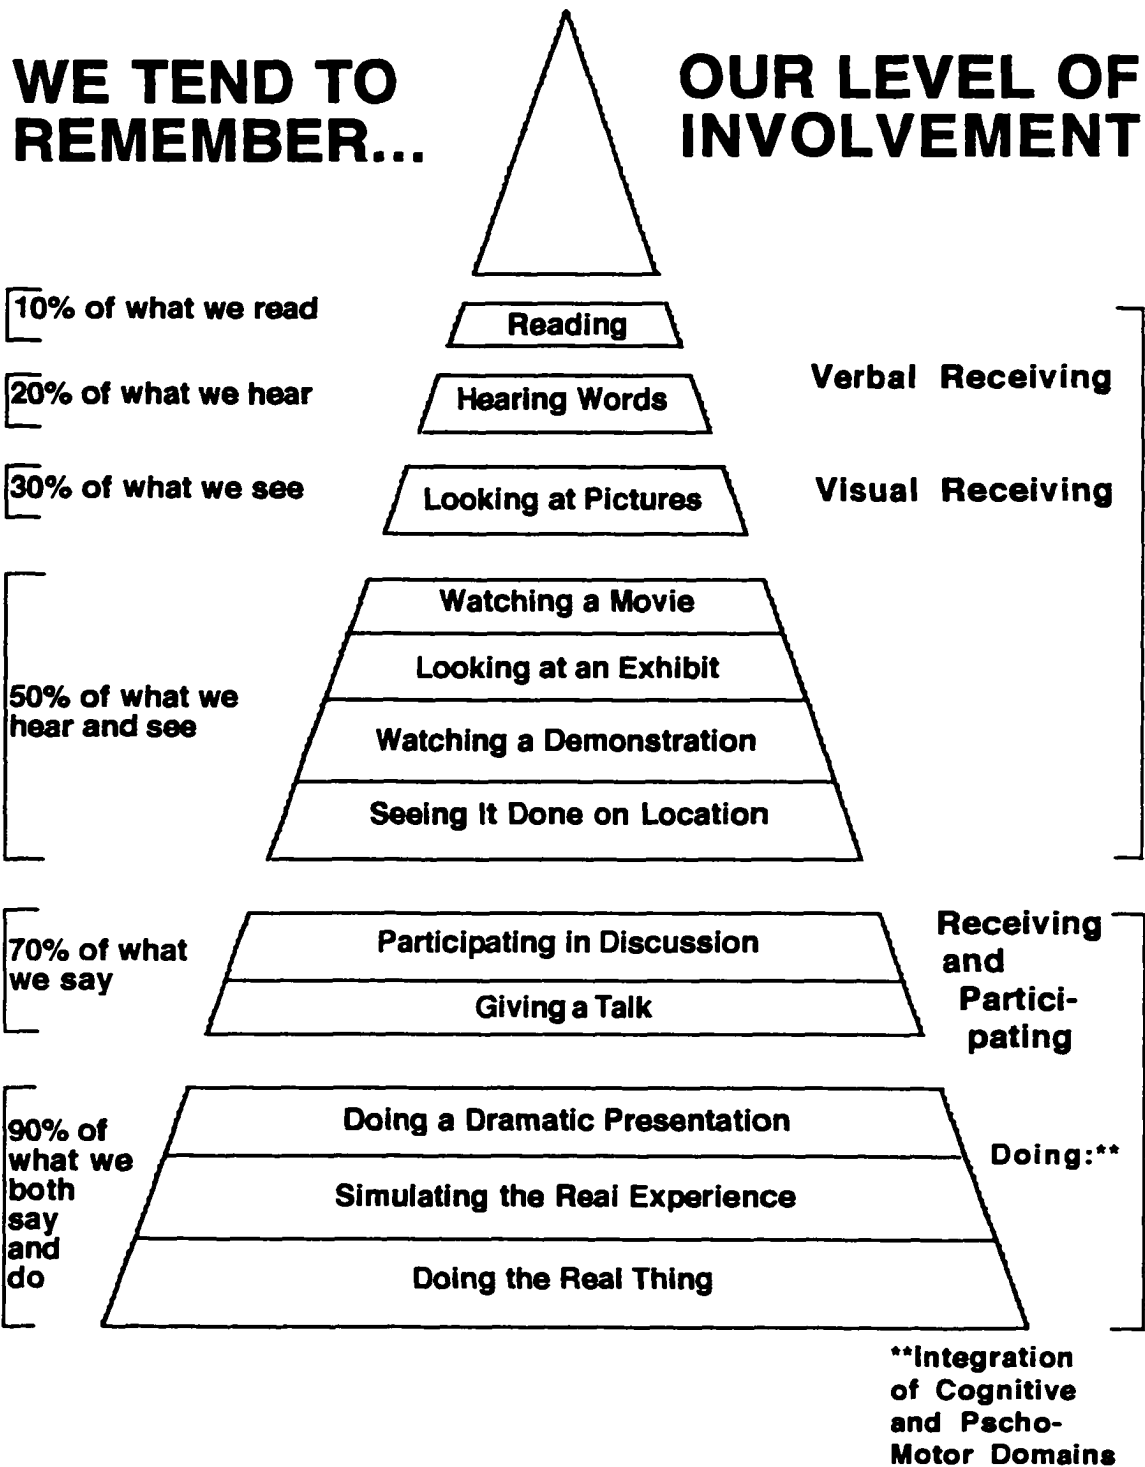 WE TEND TO
REMEMBER...
OUR LEVEL OF
INVOLVEMENT
10% of what we read
Reading
20% of what we hear
Hearing Words
Verbal Receiving
30% of what we see
Looking at Pictures
Visual Receiving
50% of what we
hear and see
Watching a Movie
Looking at an Exhibit
Watching a Demonstration
Seeing It Done on Location
70% of what
we say
Participating in Discussion
Giving a Talk
Receiving
and
Partici-
pating
90% of
what we
both
say
and
do
Doing a Dramatic Presentation
Simulating the Real Experience
Doing the Real Thing
Doing:**
**Integration
of Cognitive
and Pscho-
Motor Domains